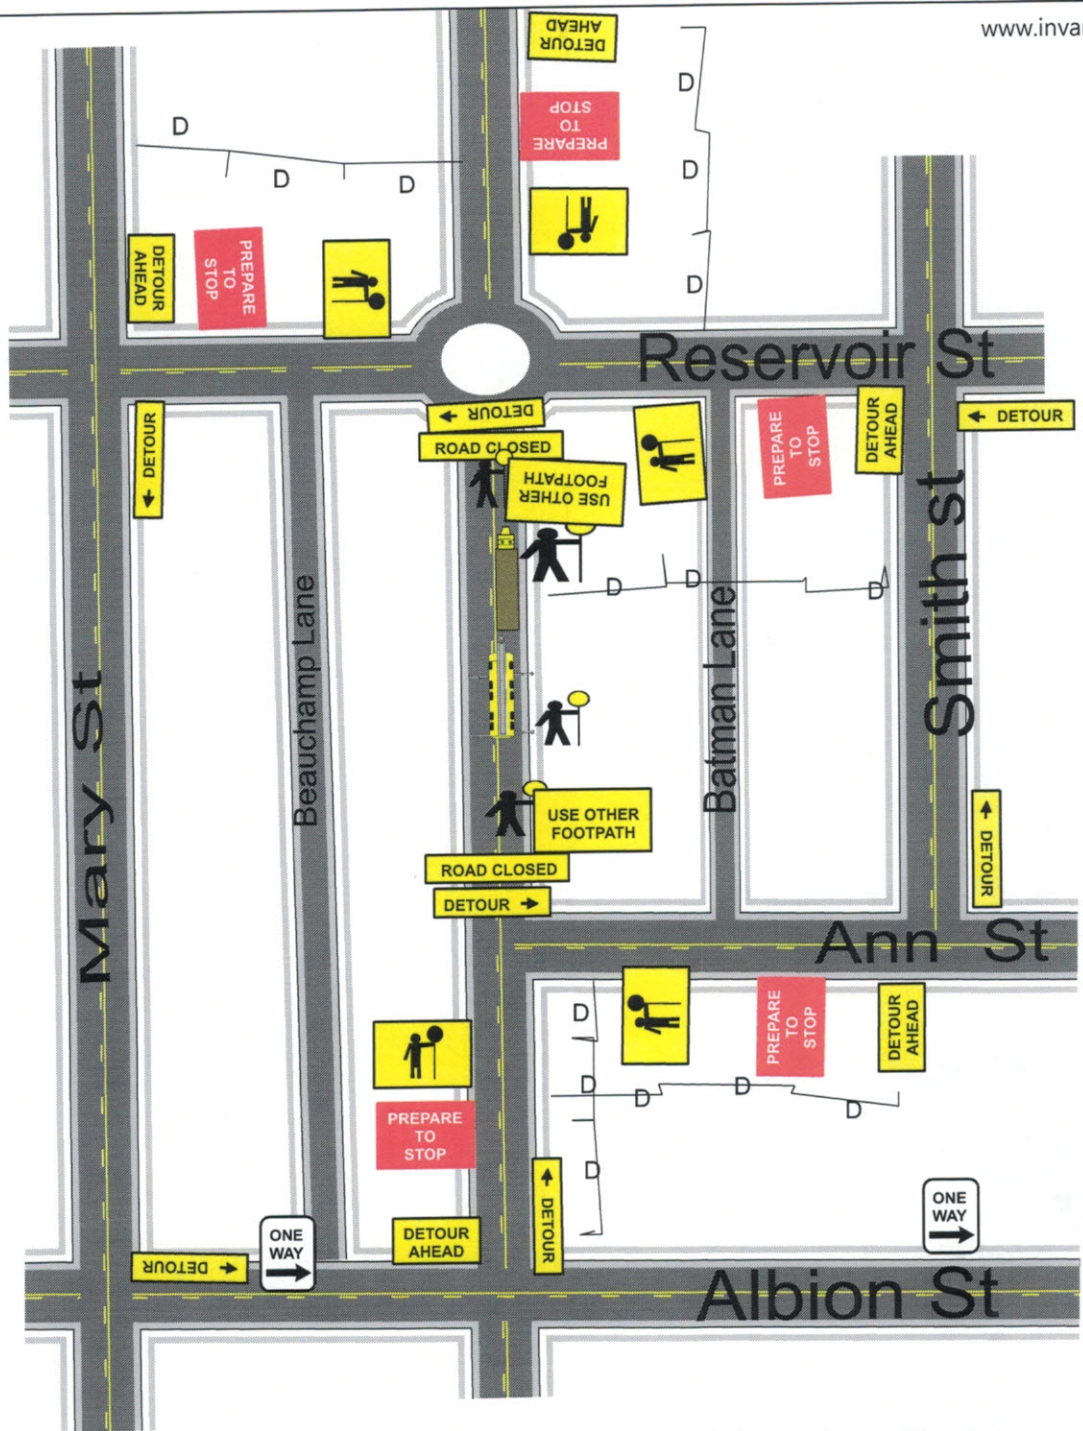 www.invar
DETOUR
AHEAD
PREPARE
TO
STOP
D
D
D
D
D
D
DETOUR
AHEAD
PREPARE
TO
STOP
Reservoir St
DETOUR
DETOUR
ROAD CLOSED
USE OTHER
FOOTPATH
PREPARE
TO
STOP
DETOUR
AHEAD
DETOUR
D
D
D
Mary St
Beauchamp Lane
Batman Lane
Smith st
USE OTHER
FOOTPATH
ROAD CLOSED
DETOUR
DETOUR
Ann St
PREPARE
TO
STOP
DETOUR
AHEAD
D
D
D
D
D
D
PREPARE
TO
STOP
DETOUR
AHEAD
DETOUR
ONE
WAY
ONE
WAY
DETOUR
Albion St